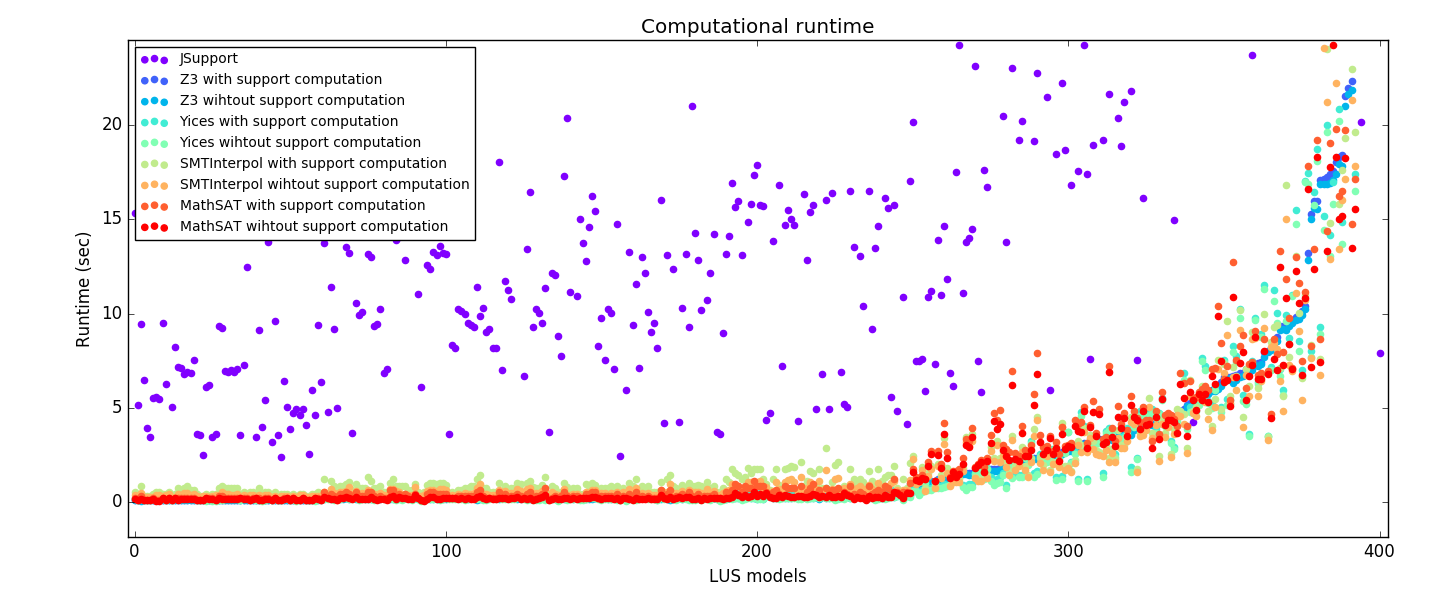 Computational runtime
JSupport
Z3 with support computation
Z3 wihtout support computation
Yices with support computation
Yices wihtout support computation
SMTInterpol with support computation
SMTInterpol wihtout support computation
MathSAT with support computation
MathSAT wihtout support computation
Runtime (sec)
20
15
10
5
0
0 100 200 300 400
LUS models